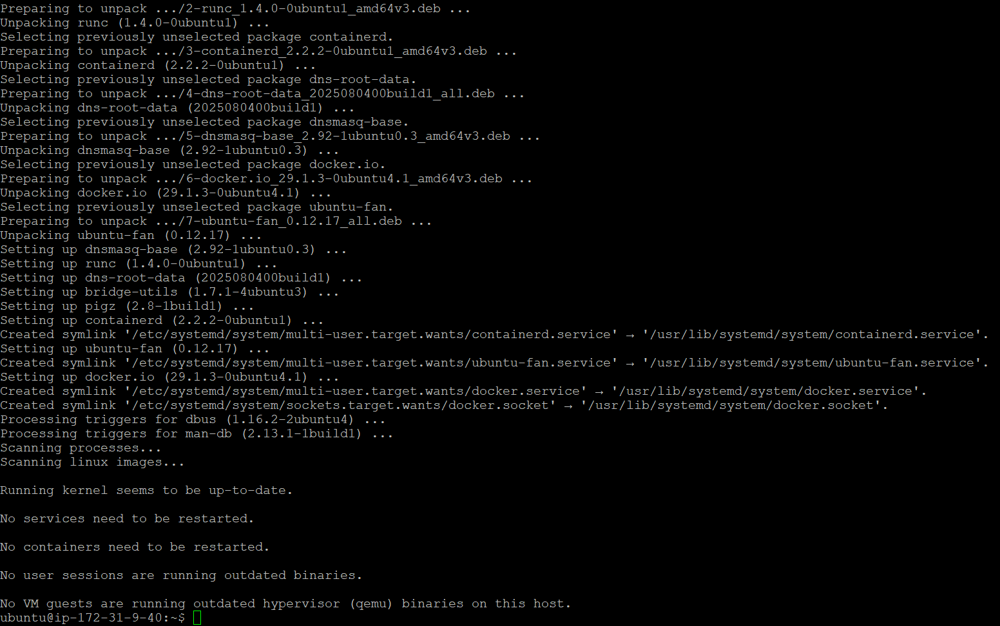 Preparing to unpack .../2-runc_1.4.0-0ubuntu1_amd64v3.deb ...
Unpacking runc (1.4.0-0ubuntu1) ...
Selecting previously unselected package containerd.
Preparing to unpack .../3-containerd_2.2.2-0ubuntu1_amd64v3.deb ...
Unpacking containerd (2.2.2-0ubuntu1) ...
Selecting previously unselected package dns-root-data.
Preparing to unpack .../4-dns-root-data_2025080400build1_all.deb ...
Unpacking dns-root-data (2025080400build1) ...
Selecting previously unselected package dnsmasq-base.
Preparing to unpack .../5-dnsmasq-base_2.92-1ubuntu0.3_amd64v3.deb ...
Unpacking dnsmasq-base (2.92-1ubuntu0.3) ...
Selecting previously unselected package docker.io.
Preparing to unpack .../6-docker.io_29.1.3-0ubuntu4.1_amd64v3.deb ...
Unpacking docker.io (29.1.3-0ubuntu4.1) ...
Selecting previously unselected package ubuntu-fan.
Preparing to unpack .../7-ubuntu-fan_0.12.17_all.deb ...
Unpacking ubuntu-fan (0.12.17) ...
Setting up dnsmasq-base (2.92-1ubuntu0.3) ...
Setting up runc (1.4.0-0ubuntu1) ...
Setting up dns-root-data (2025080400build1) ...
Setting up bridge-utils (1.7.1-4ubuntu3) ...
Setting up pigz (2.8-1build1) ...
Setting up containerd (2.2.2-0ubuntu1) ...
Created symlink '/etc/systemd/system/multi-user.target.wants/containerd.service' → '/usr/lib/systemd/system/containerd.service'.
Setting up ubuntu-fan (0.12.17) ...
Created symlink '/etc/systemd/system/multi-user.target.wants/ubuntu-fan.service' → '/usr/lib/systemd/system/ubuntu-fan.service'.
Setting up docker.io (29.1.3-0ubuntu4.1) ...
Created symlink '/etc/systemd/system/multi-user.target.wants/docker.service' → '/usr/lib/systemd/system/docker.service'.
Created symlink '/etc/systemd/system/sockets.target.wants/docker.socket' → '/usr/lib/systemd/system/docker.socket'.
Processing triggers for dbus (1.16.2-2ubuntu4) ...
Processing triggers for man-db (2.13.1-1build1) ...
Scanning processes...
Scanning linux images...

Running kernel seems to be up-to-date.

No services need to be restarted.

No containers need to be restarted.

No user sessions are running outdated binaries.

No VM guests are running outdated hypervisor (qemu) binaries on this host.
ubuntu@ip-172-31-9-40:~$